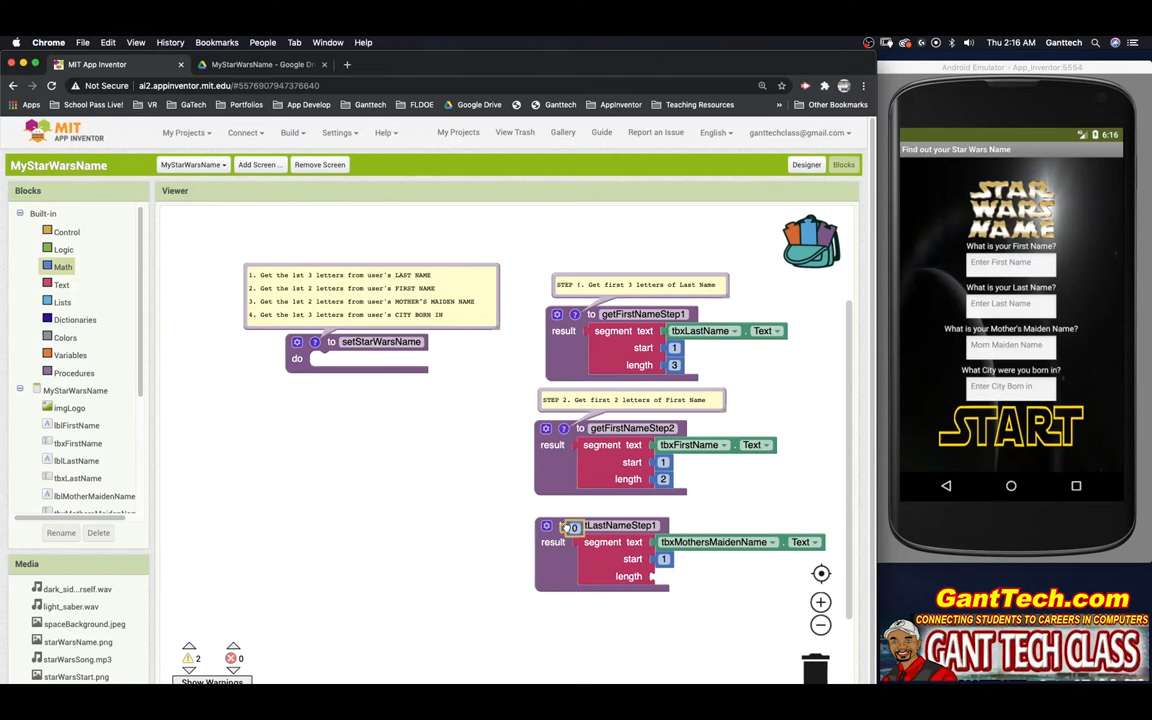 Chrome File Edit View History Bookmarks People Tab Window Help Thu 2:16 AM Ganttech
MIT App Inventor MyStarWarsName - Google Dri
Not Secure ai2.appinventor.mit.edu/#5576907947376640
Apps School Pass Live! VR GaTech Portfolios App Develop Ganttech FLDOE Google Drive Ganttech AppInventor Teaching Resources Other Bookmarks
MIT APP INVENTOR My Projects Connect Build Settings Help My Projects View Trash Gallery Guide Report an Issue English ganttechclass@gmail.com
MyStarWarsName MyStarWarsName Add Screen ... Remove Screen Designer Blocks
Blocks
Built-in
Control
Logic
Math
Text
Lists
Dictionaries
Colors
Variables
Procedures
MyStarWarsName
imgLogo
lblFirstName
tbxFirstName
lblLastName
tbxLastName
lblMotherMaidenName
Rename Delete
Media
dark_sid...rself.wav
light_saber.wav
spaceBackground.jpeg
starWarsName.png
starWarsSong.mp3
starWarsStart.png
Viewer
1. Get the 1st 3 letters from user's LAST NAME
2. Get the 1st 2 letters from user's FIRST NAME
3. Get the 1st 2 letters from user's MOTHER'S MAIDEN NAME
4. Get the 1st 3 letters from user's CITY BORN IN
to setStarWarsName
do
STEP !. Get first 3 letters of Last Name
to getFirstNameStep1
result segment text tbxLastName . Text
start 1
length 3
STEP 2. Get first 2 letters of First Name
to getFirstNameStep2
result segment text tbxFirstName . Text
start 1
length 2
0 tLastNameStep1
result segment text tbxMothersMaidenName . Text
start 1
length
2 0
Show Warnings
Android Emulator - App_Inventor:5554
6:16
Find out your Star Wars Name
STAR
WARS
NAME
What is your First Name?
Enter First Name
What is your Last Name?
Enter Last Name
What is your Mother's Maiden Name?
Mom Maiden Name
What City were you born in?
Enter City Born in
START
GantTech.com
CONNECTING STUDENTS TO CAREERS IN COMPUTERS
GANT TECH CLASS